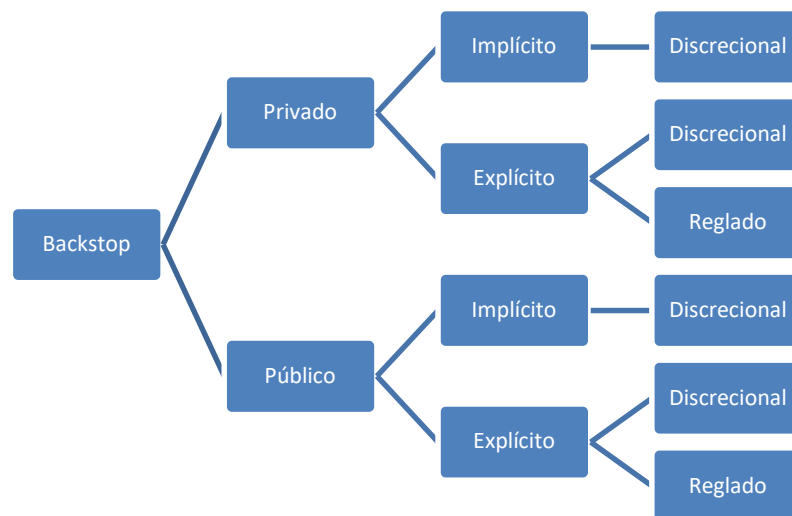 Backstop
Privado
Implícito
Discrecional
Explícito
Discrecional
Reglado
Público
Implícito
Discrecional
Explícito
Discrecional
Reglado